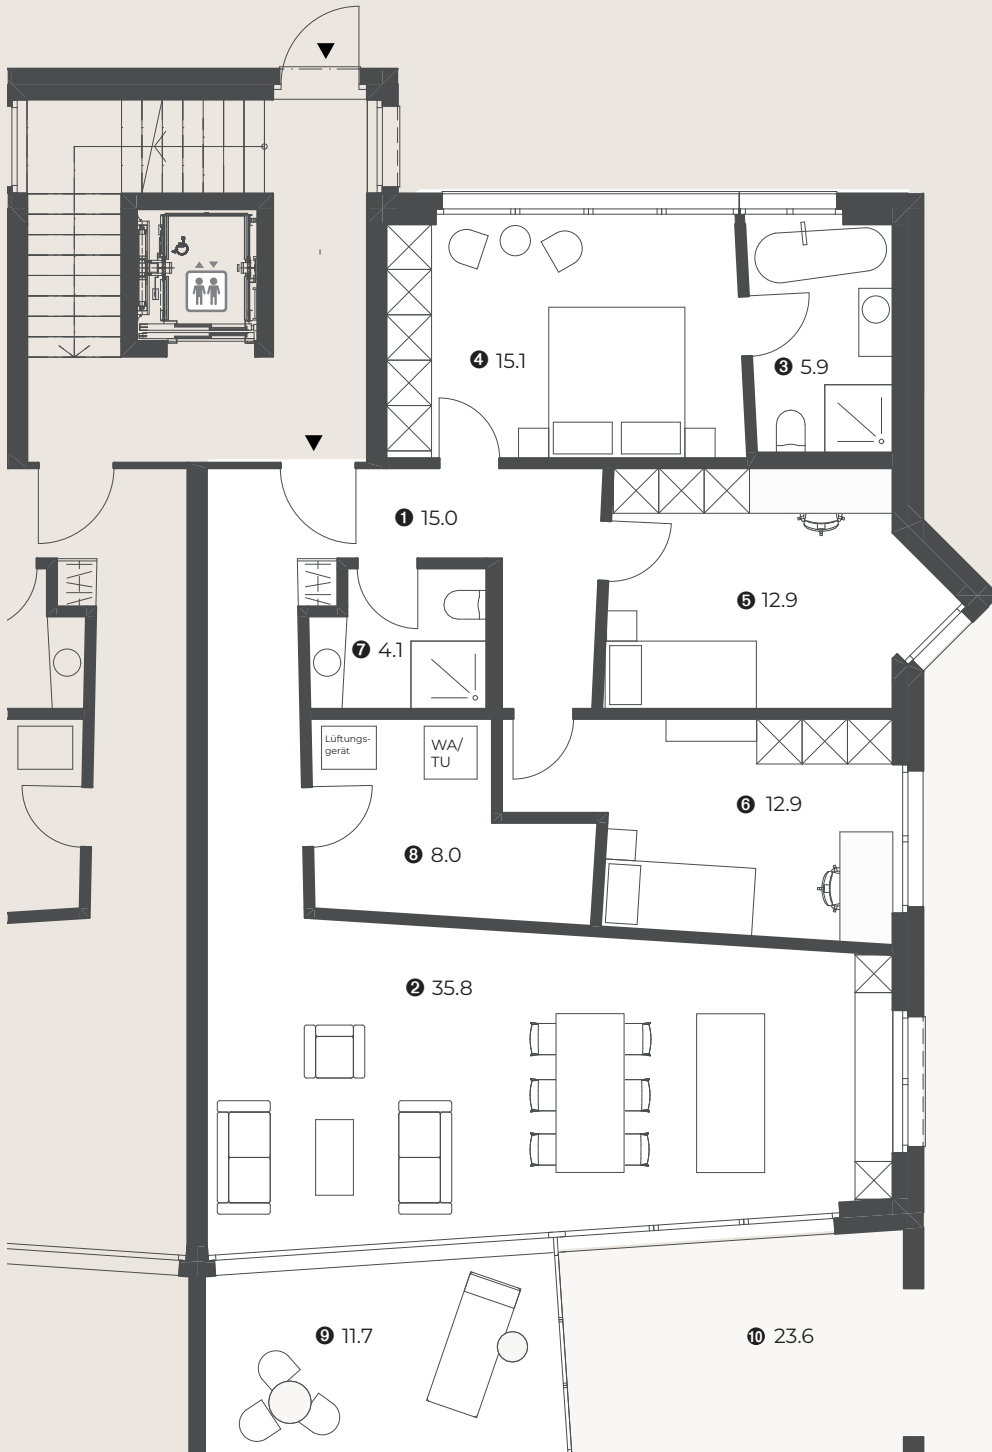 ❹ 15.1
❸ 5.9
❶ 15.0
❺ 12.9
❼ 4.1
Lüftungs-
gerät
WA/
TU
❻ 12.9
❽ 8.0
❷ 35.8
❾ 11.7
❿ 23.6